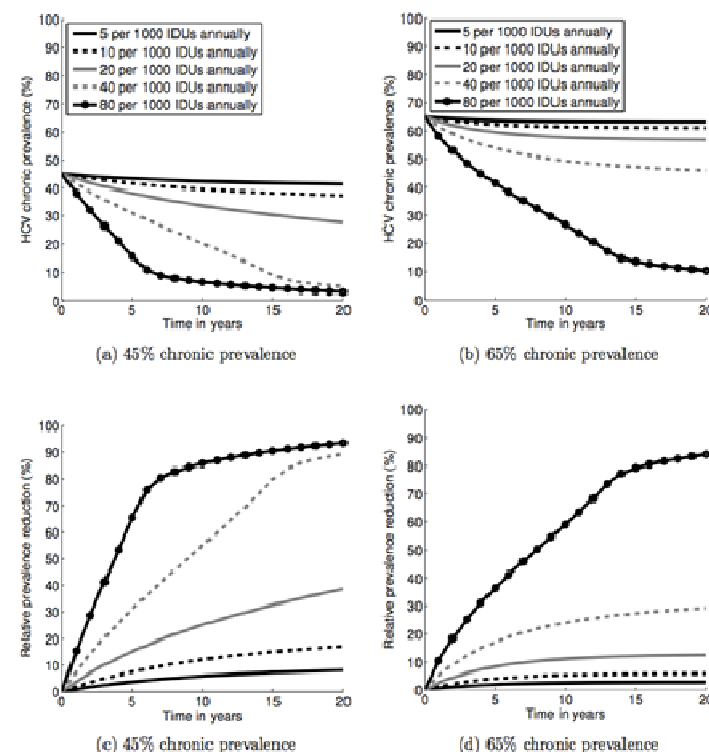 100
90
80
70
60
50
40
30
20
10
0
HCV chronic prevalence (%)
5 per 1000 IDUs annually
10 per 1000 IDUs annually
20 per 1000 IDUs annually
40 per 1000 IDUs annually
80 per 1000 IDUs annually
0 5 10 15 20
Time in years
(a) 45% chronic prevalence
100
90
80
70
60
50
40
30
20
10
0
HCV chronic prevalence (%)
5 per 1000 IDUs annually
10 per 1000 IDUs annually
20 per 1000 IDUs annually
40 per 1000 IDUs annually
80 per 1000 IDUs annually
0 5 10 15 20
Time in years
(b) 65% chronic prevalence
100
90
80
70
60
50
40
30
20
10
0
Relative prevalence reduction (%)
0 5 10 15 20
Time in years
(c) 45% chronic prevalence
100
90
80
70
60
50
40
30
20
10
0
Relative prevalence reduction (%)
0 5 10 15 20
Time in years
(d) 65% chronic prevalence